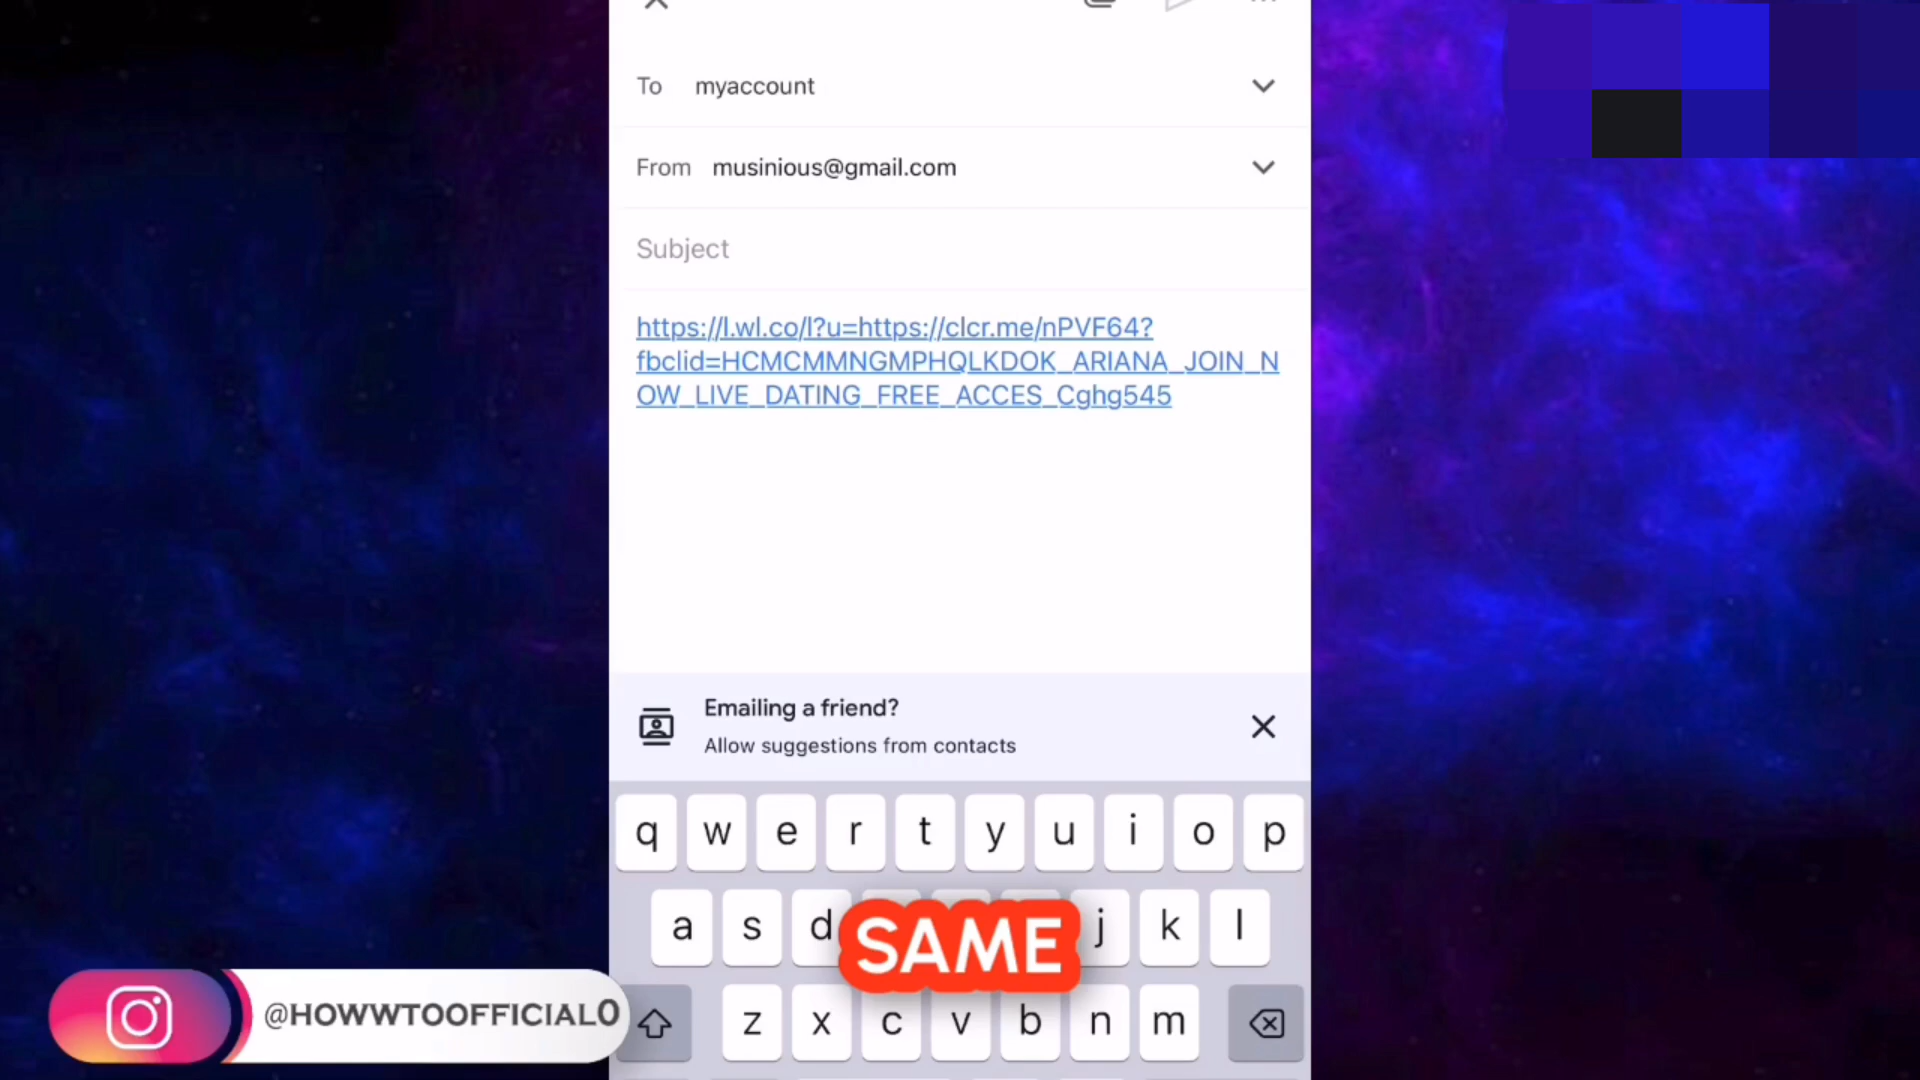 To myaccount
From musinious@gmail.com
Subject
https://l.wl.co/l?u=https://clcr.me/nPVF64?
fbclid=HCMCMMNGMPHQLKDOK_ARIANA_JOIN_N
OW_LIVE_DATING_FREE_ACCES_Cghg545
Emailing a friend?
Allow suggestions from contacts
q w e r t y u i o p
a s d j k l
SAME
z x c v b n m
@HOWWTOOFFICIAL0